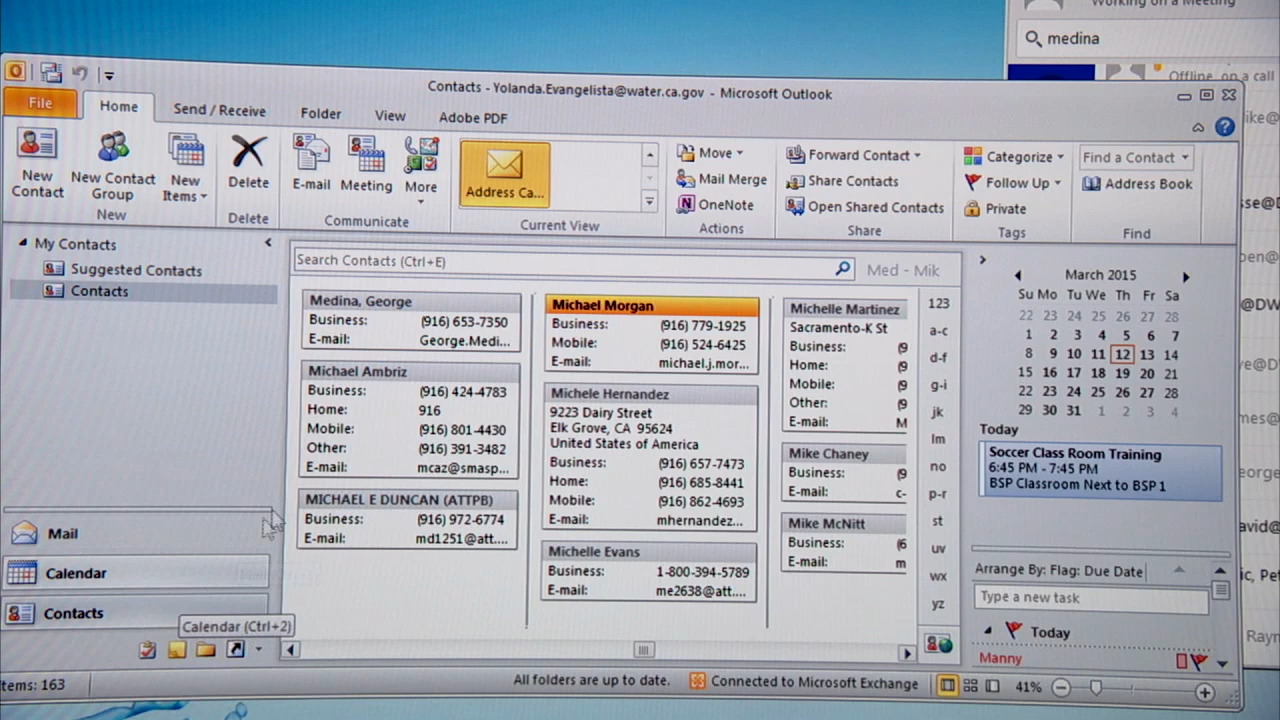 Working on a Meeting
medina
Offline, on a call
Contacts - Yolanda.Evangelista@water.ca.gov - Microsoft Outlook
File
Home
Send / Receive
Folder
View
Adobe PDF
New Contact
New Contact Group
New Items
New
Delete
Delete
E-mail
Meeting
More
Communicate
Address Ca...
Current View
Move
Mail Merge
OneNote
Actions
Forward Contact
Share Contacts
Open Shared Contacts
Share
Categorize
Follow Up
Private
Tags
Find a Contact
Address Book
Find
My Contacts
Suggested Contacts
Contacts
Mail
Calendar
Contacts
Calendar (Ctrl+2)
Items: 163
Search Contacts (Ctrl+E)
Med - Mik
Medina, George
Business: (916) 653-7350
E-mail: George.Medi...
Michael Ambriz
Business: (916) 424-4783
Home: 916
Mobile: (916) 801-4430
Other: (916) 391-3482
E-mail: mcaz@smasp...
MICHAEL E DUNCAN (ATTPB)
Business: (916) 972-6774
E-mail: md1251@att....
Michael Morgan
Business: (916) 779-1925
Mobile: (916) 524-6425
E-mail: michael.j.mor...
Michele Hernandez
9223 Dairy Street
Elk Grove, CA 95624
United States of America
Business: (916) 657-7473
Home: (916) 685-8441
Mobile: (916) 862-4693
E-mail: mhernandez...
Michelle Evans
Business: 1-800-394-5789
E-mail: me2638@att....
Michelle Martinez
Sacramento-K St
Business: (9
Home: (9
Mobile: (9
Other: (9
E-mail: M
Mike Chaney
Business: (9
E-mail: c-
Mike McNitt
Business: (6
E-mail: m
123
a-c
d-f
g-i
jk
lm
no
p-r
st
uv
wx
yz
March 2015
Su Mo Tu We Th Fr Sa
22 23 24 25 26 27 28
1 2 3 4 5 6 7
8 9 10 11 12 13 14
15 16 17 18 19 20 21
22 23 24 25 26 27 28
29 30 31 1 2 3 4
Today
Soccer Class Room Training
6:45 PM - 7:45 PM
BSP Classroom Next to BSP 1
Arrange By: Flag: Due Date
Type a new task
Today
Manny
All folders are up to date.
Connected to Microsoft Exchange
41%